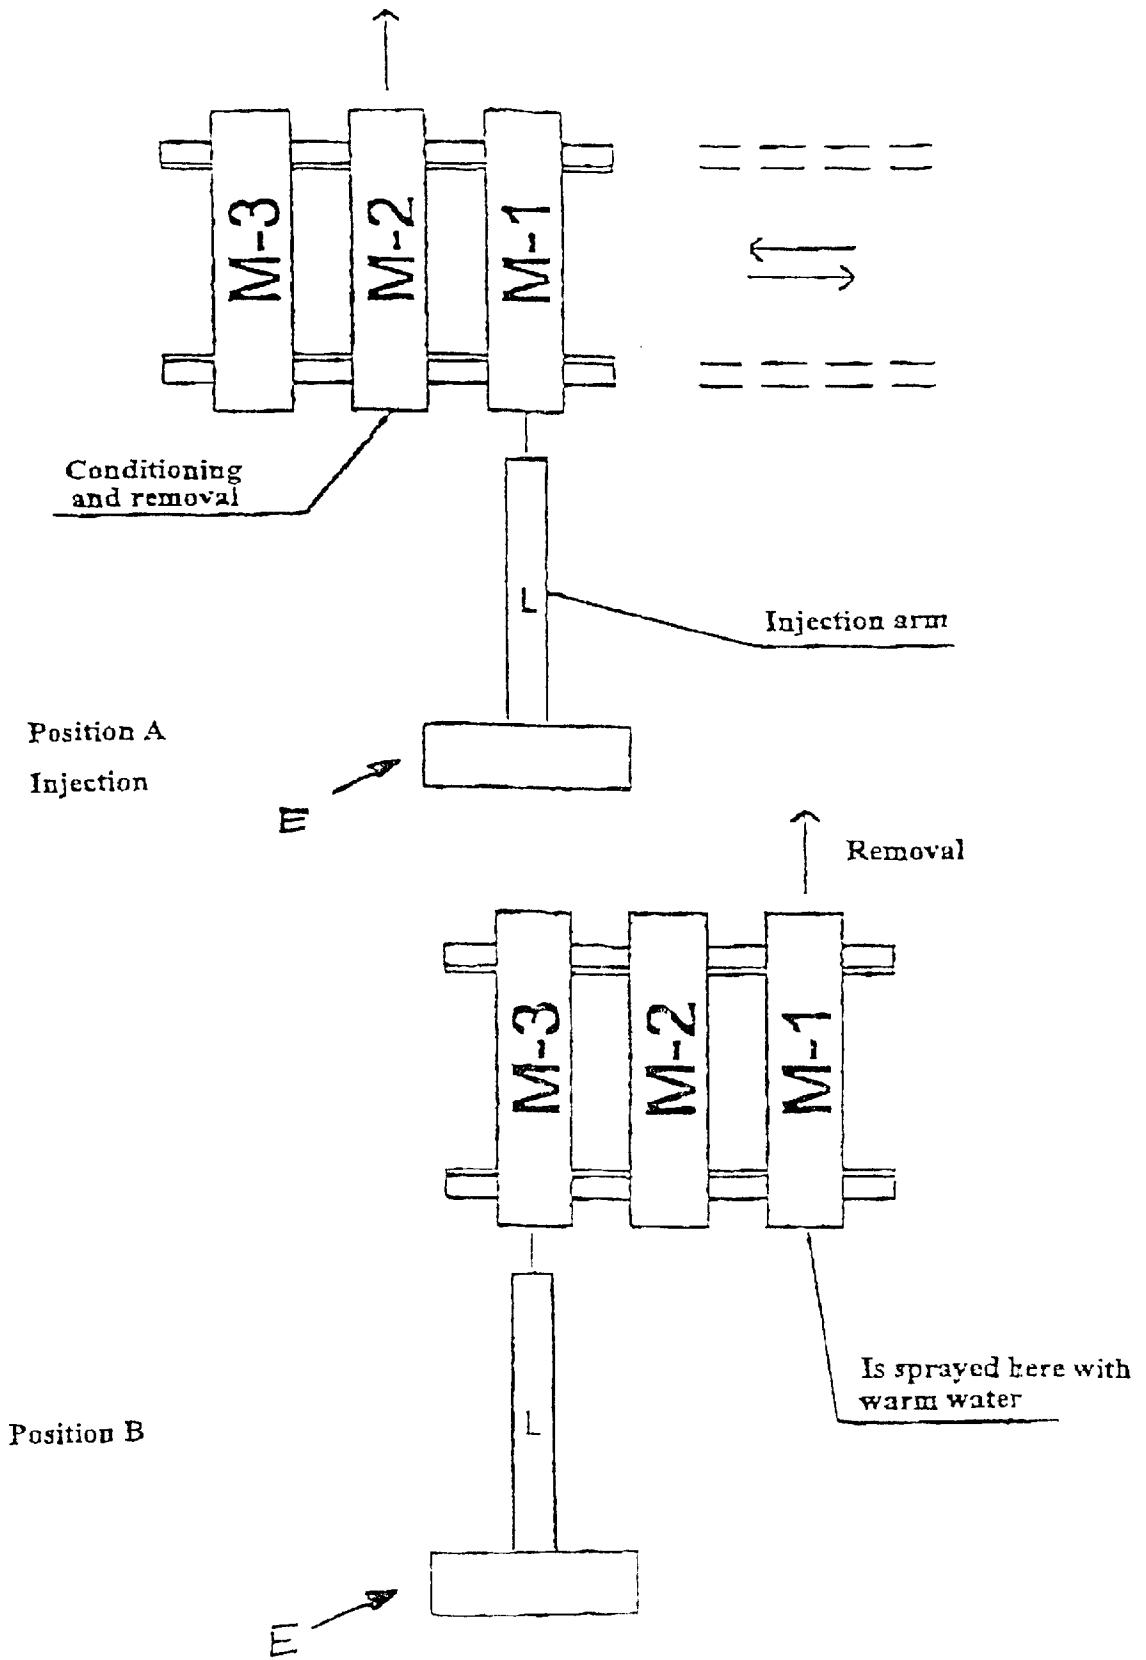 M-3
M-2
M-1
Conditioning
and removal
L
Injection arm
Position A
Injection
E
Removal
M-3
M-2
M-1
Is sprayed here with
warm water
L
Position B
E